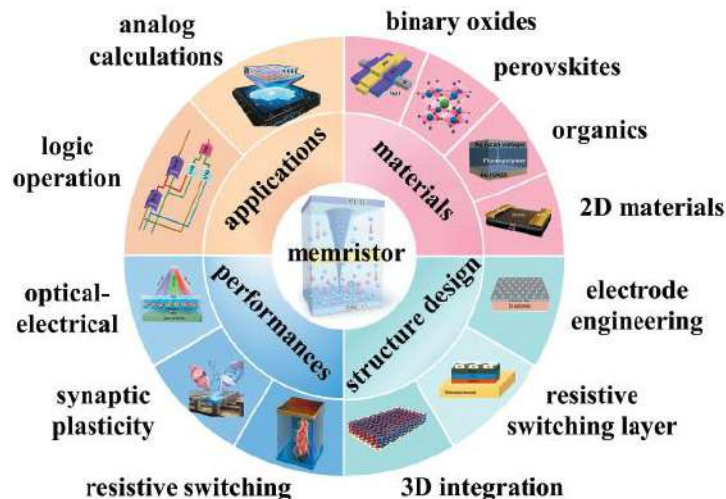 analog
calculations
binary oxides
perovskites
organics
2D materials
logic
operation
applications
materials
memristor
performances
structure design
optical-
electrical
synaptic
plasticity
resistive switching
electrode
engineering
resistive
switching layer
3D integration